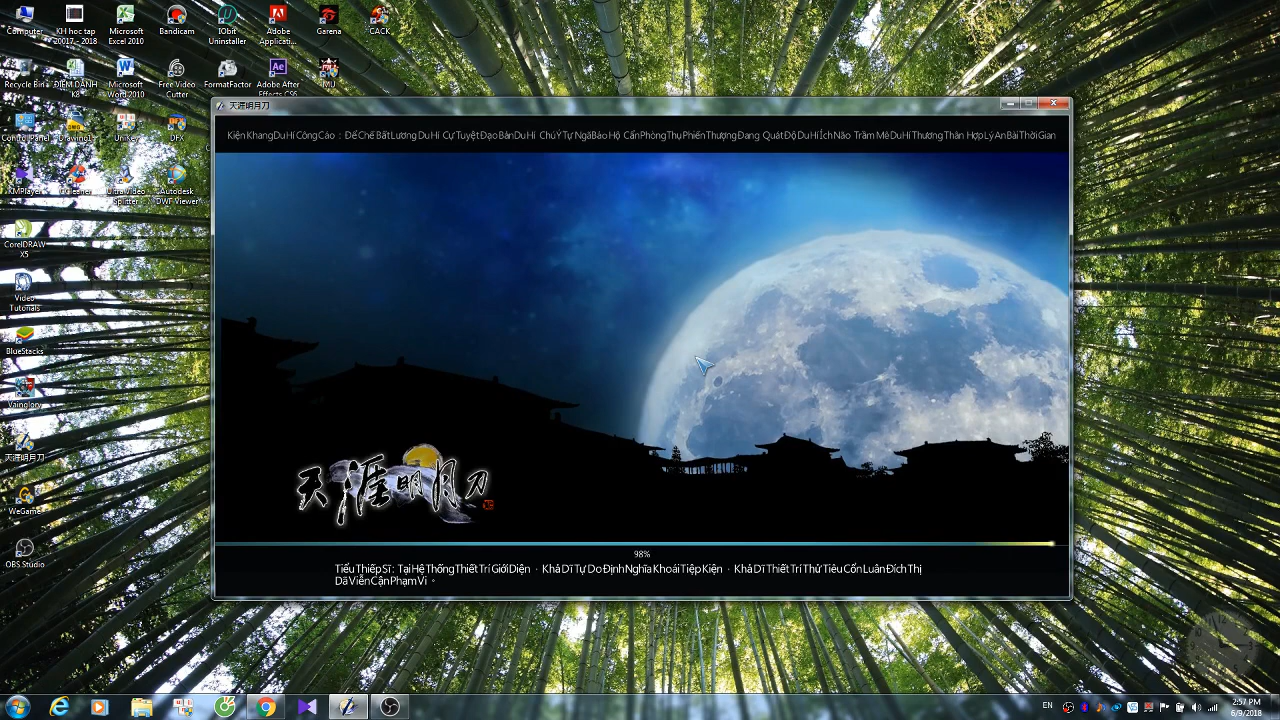 Computer
KH hoc tap
20017 - 2018
Microsoft
Excel 2010
Bandicam
IObit
Uninstaller
Adobe
Applicati...
Garena
CACK
Recycle Bin
ĐIỂM DANH
K8
Microsoft
Word 2010
Free Video
Cutter
FormatFactor
Adobe After
Effects CS6
MU
Control Panel
Drawing1
Unikey
DFX
KMPlayer
CCleaner
Ultra Video
Splitter
Autodesk
DWF Viewer
CorelDRAW
X5
Video
Tutorials
BlueStacks
Vainglory
天涯明月刀
WeGame
OBS Studio
天涯明月刀
Kiện Khang Du Hí Công Cáo : Để Chế Bất Lương Du Hí Cự Tuyệt Đạo Bản Du Hí Chú Ý Tự Ngã Bảo Hộ Cẩn Phòng Thụ Phiến Thượng Đang Quát Độ Du Hí Ích Não Trầm Mê Du Hí Thương Thân Hợp Lý An Bài Thời Gian
天涯明月刀
98%
Tiểu Thiếp Sĩ : Tại Hệ Thống Thiết Trí Giới Diện · Khả Dĩ Tự Do Định Nghĩa Khoái Tiệp Kiện · Khả Dĩ Thiết Trí Thử Tiêu Cổn Luân Đích Thị
Dã Viễn Cận Phạm Vi 。
EN
2:57 PM
6/9/2018